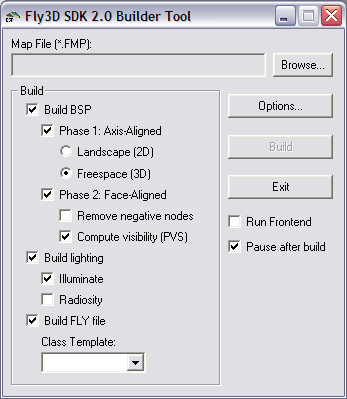 Fly3D SDK 2.0 Builder Tool
Map File (*.FMP):
Browse...
Build
Build BSP
Phase 1: Axis-Aligned
Landscape (2D)
Freespace (3D)
Phase 2: Face-Aligned
Remove negative nodes
Compute visibility (PVS)
Build lighting
Illuminate
Radiosity
Build FLY file
Class Template:
Options...
Build
Exit
Run Frontend
Pause after build